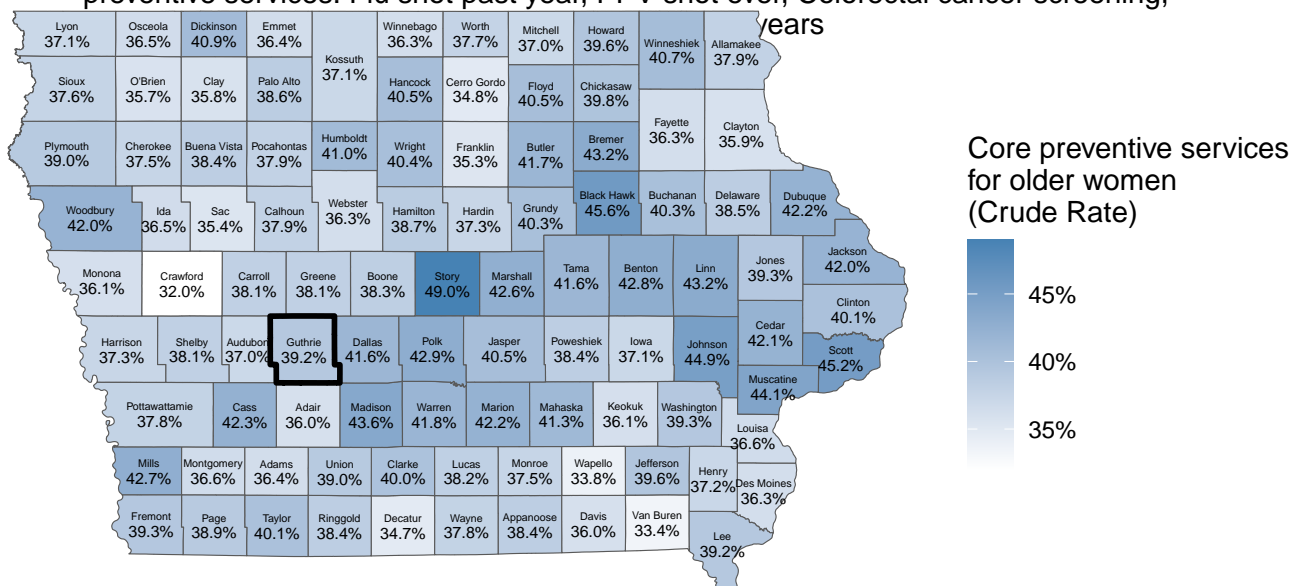 preventive services: Flu shot past year, PPV shot ever, Colorectal cancer screening,
years
Lyon Osceola Dickinson Emmet Winnebago Worth Mitchell Howard
37.1% 36.5% 40.9% 36.4% 36.3% 37.7% 37.0% 39.6%
Kossuth Winneshiek Allamakee
37.1% 40.7% 37.9%
Sioux O'Brien Clay Palo Alto Hancock Cerro Gordo Floyd Chickasaw
37.6% 35.7% 35.8% 38.6% 40.5% 34.8% 40.5% 39.8%
Fayette Clayton
36.3% 35.9%
Plymouth Cherokee Buena Vista Pocahontas Humboldt Wright Franklin Butler Bremer
39.0% 37.5% 38.4% 37.9% 41.0% 40.4% 35.3% 41.7% 43.2%
Woodbury Ida Sac Calhoun Webster Hamilton Hardin Grundy Black Hawk Buchanan Delaware Dubuque
42.0% 36.5% 35.4% 37.9% 36.3% 38.7% 37.3% 40.3% 45.6% 40.3% 38.5% 42.2%
Monona Crawford Carroll Greene Boone Story Marshall Tama Benton Linn Jones Jackson
36.1% 32.0% 38.1% 38.1% 38.3% 49.0% 42.6% 41.6% 42.8% 43.2% 39.3% 42.0%
Clinton
40.1%
Harrison Shelby Audubon Guthrie Dallas Polk Jasper Poweshiek Iowa Johnson Cedar Scott
37.3% 38.1% 37.0% 39.2% 41.6% 42.9% 40.5% 38.4% 37.1% 44.9% 42.1% 45.2%
Muscatine
44.1%
Pottawattamie Cass Adair Madison Warren Marion Mahaska Keokuk Washington
37.8% 42.3% 36.0% 43.6% 41.8% 42.2% 41.3% 36.1% 39.3%
Louisa
36.6%
Mills Montgomery Adams Union Clarke Lucas Monroe Wapello Jefferson Henry Des Moines
42.7% 36.6% 36.4% 39.0% 40.0% 38.2% 37.5% 33.8% 39.6% 37.2% 36.3%
Fremont Page Taylor Ringgold Decatur Wayne Appanoose Davis Van Buren Lee
39.3% 38.9% 40.1% 38.4% 34.7% 37.8% 38.4% 36.0% 33.4% 39.2%
Core preventive services
for older women
(Crude Rate)
45%
40%
35%